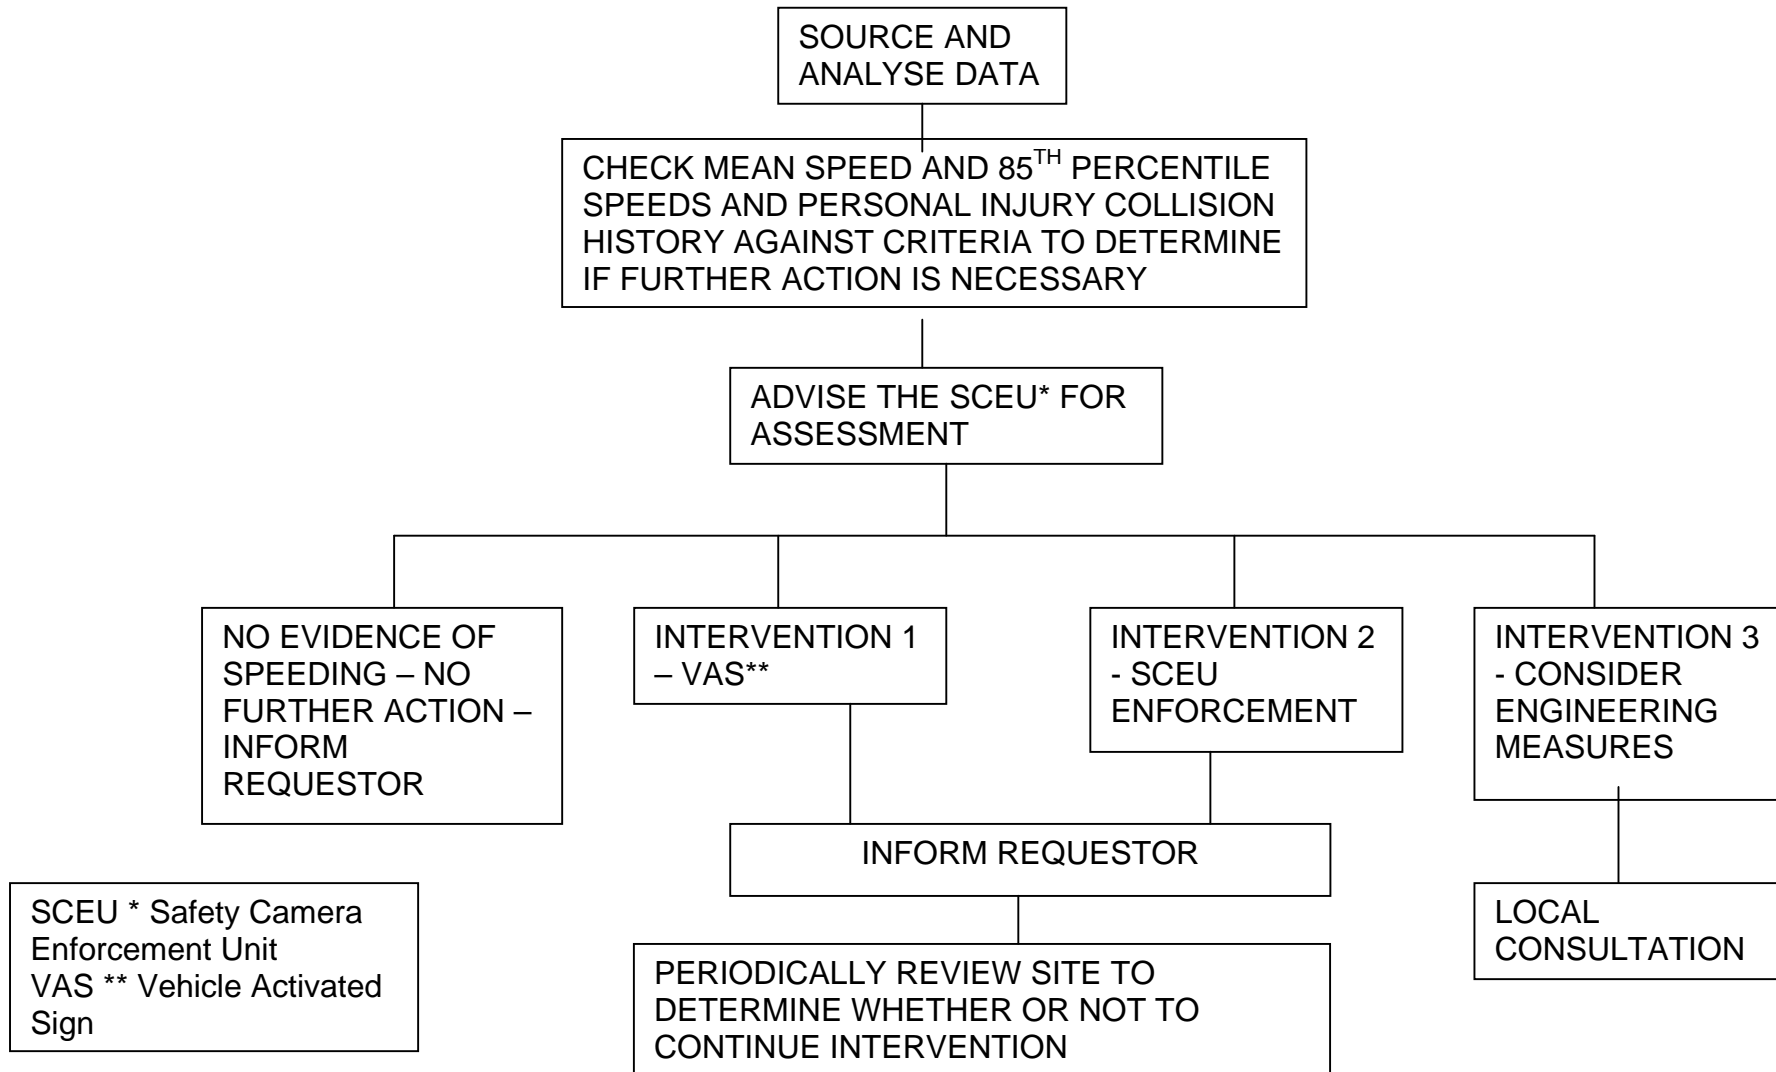 SOURCE AND
ANALYSE DATA
CHECK MEAN SPEED AND 85TH PERCENTILE
SPEEDS AND PERSONAL INJURY COLLISION
HISTORY AGAINST CRITERIA TO DETERMINE
IF FURTHER ACTION IS NECESSARY
ADVISE THE SCEU* FOR
ASSESSMENT
NO EVIDENCE OF
SPEEDING – NO
FURTHER ACTION –
INFORM
REQUESTOR
INTERVENTION 1
– VAS**
INTERVENTION 2
- SCEU
ENFORCEMENT
INTERVENTION 3
- CONSIDER
ENGINEERING
MEASURES
INFORM REQUESTOR
LOCAL
CONSULTATION
SCEU * Safety Camera
Enforcement Unit
VAS ** Vehicle Activated
Sign
PERIODICALLY REVIEW SITE TO
DETERMINE WHETHER OR NOT TO
CONTINUE INTERVENTION